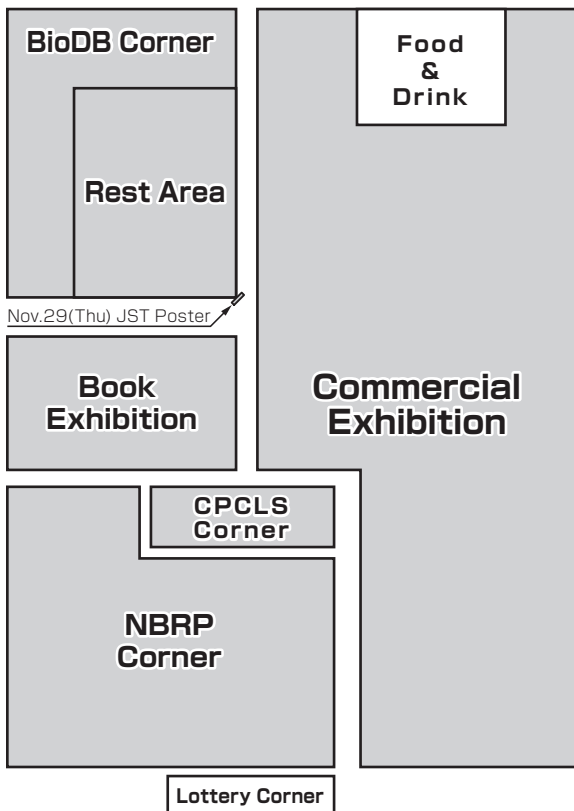 BioDB Corner
Rest Area
Nov.29(Thu) JST Poster
Food
&
Drink
Book
Exhibition
Commercial
Exhibition
CPCLS
Corner
NBRP
Corner
Lottery Corner